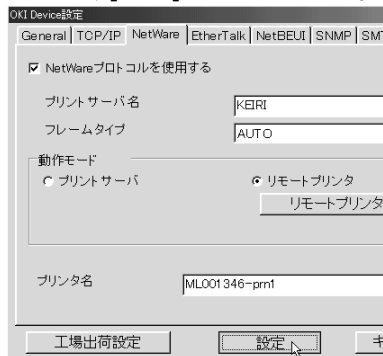 OKI Device設定
General TCP/IP NetWare EtherTalk NetBEUI SNMP
NetWareプロトコルを使用する
プリントサーバ名 KEIRI
フレームタイプ AUTO
動作モード
プリントサーバ リモートプリンタ
リモートプリンタ
プリンタ名 ML001346-prn1
工場出荷設定 設定